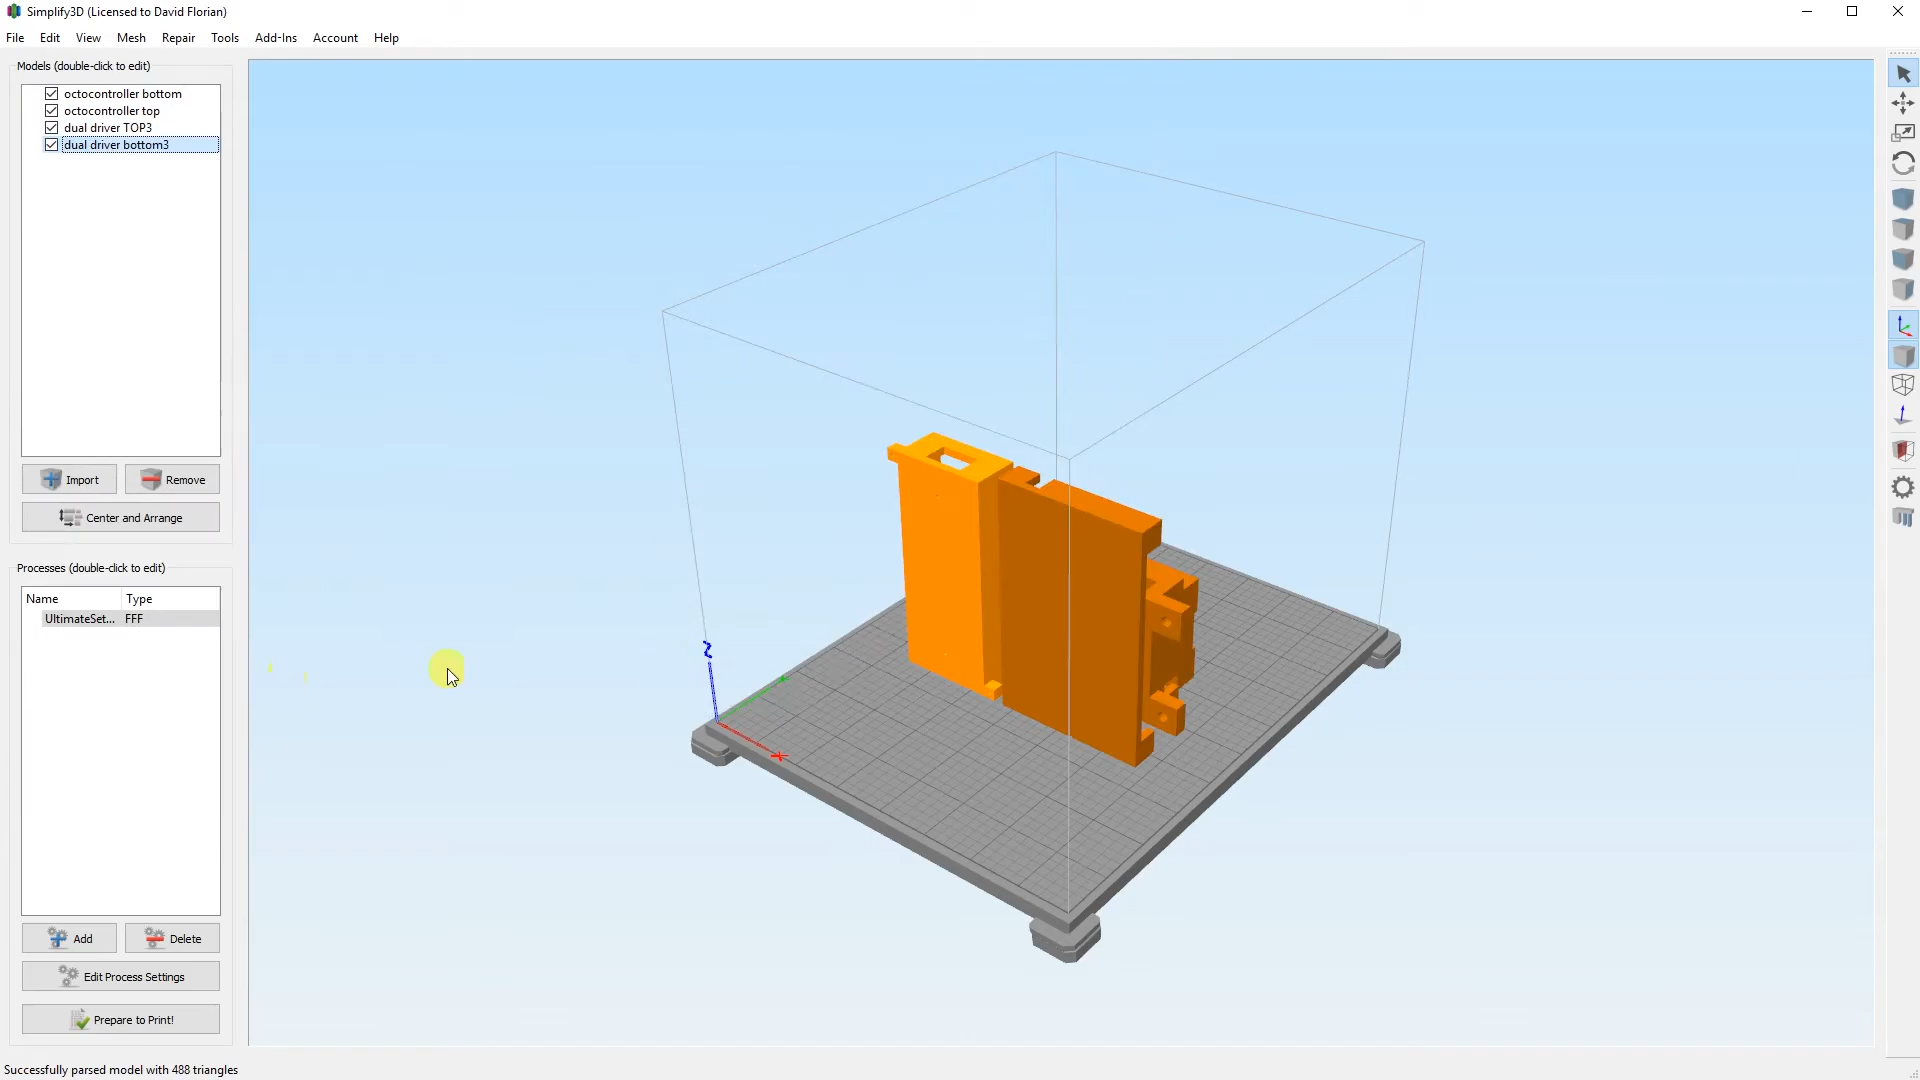 Simplify3D (Licensed to David Florian)
File Edit View Mesh Repair Tools Add-Ins Account Help
Models (double-click to edit)
octocontroller bottom
octocontroller top
dual driver TOP3
dual driver bottom3
Import Remove
Center and Arrange
Processes (double-click to edit)
Name Type
UltimateSet... FFF
Add Delete
Edit Process Settings
Prepare to Print!
Successfully parsed model with 488 triangles